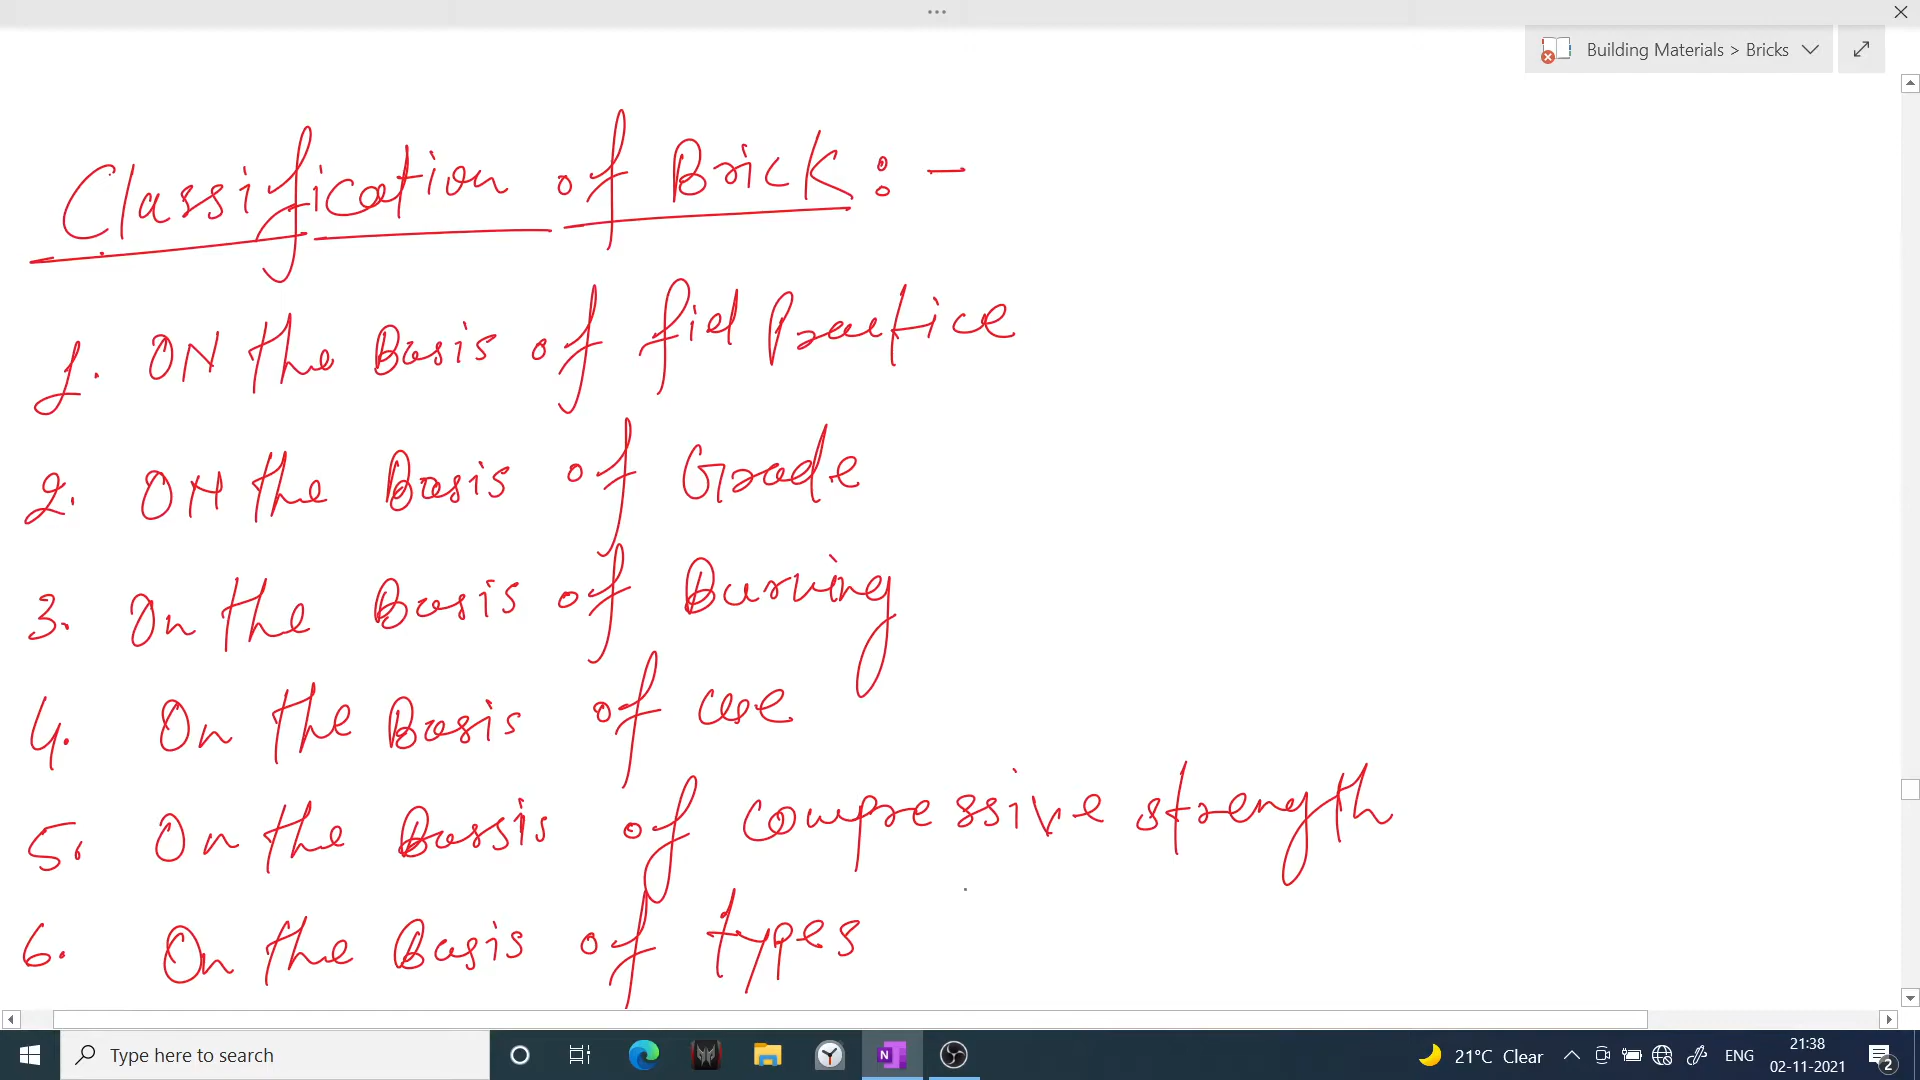 Building Materials > Bricks
Classification of Brick: -
1. ON the Basis of fiel Practice
2. ON the Basis of Grade
3. On the Basis of Burning
4. On the Basis of use
5. On the Bassis of compressive strength
6. On the Basis of types
Type here to search
21°C Clear
ENG
21:38
02-11-2021
2